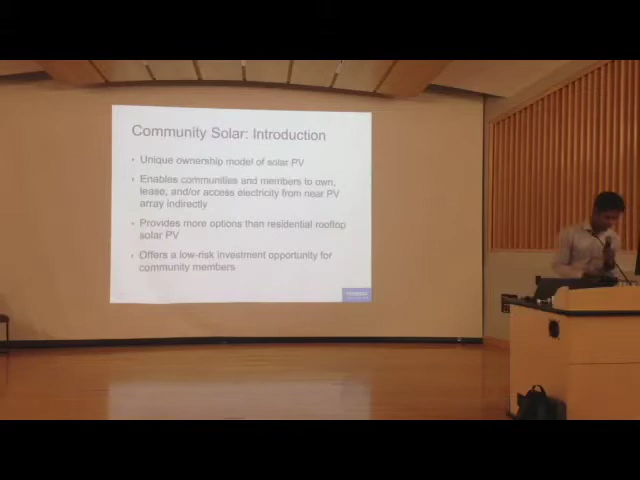 Community Solar: Introduction
• Unique ownership model of solar PV
• Enables communities and members to own,
lease, and/or access electricity from near PV
array indirectly
• Provides more options than residential rooftop
solar PV
• Offers a low-risk investment opportunity for
community members